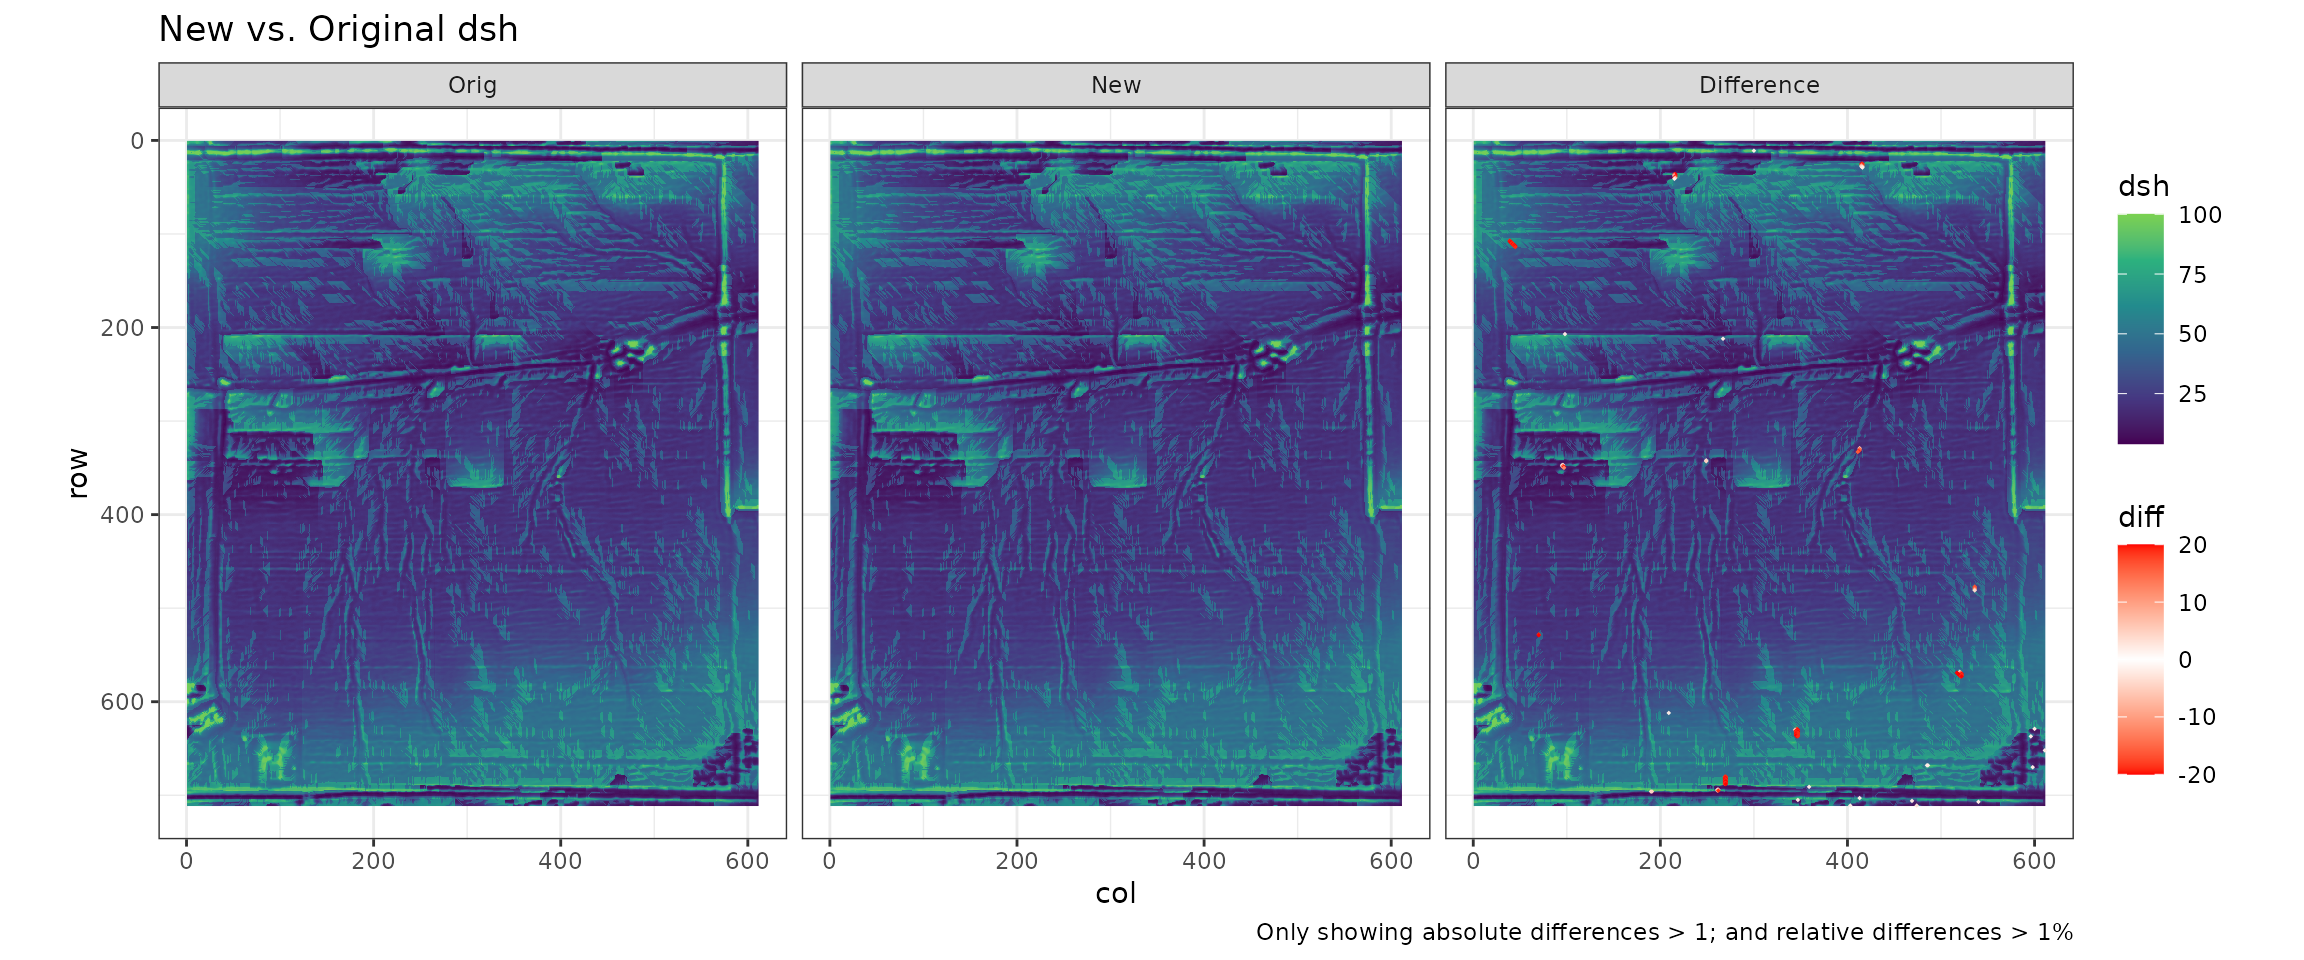 New vs. Original dsh
Orig
New
Difference
row
0
200
400
600
0 200 400 600
0 200 400 600
0 200 400 600
col
dsh
100
75
50
25
diff
20
10
0
-10
-20
Only showing absolute differences > 1; and relative differences > 1%